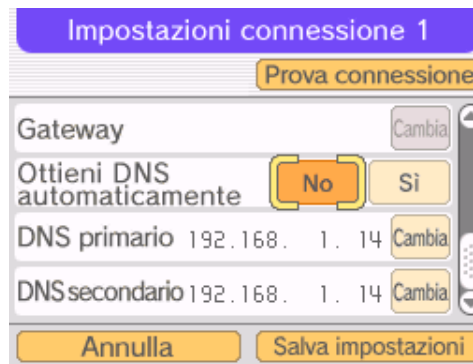 Impostazioni connessione 1
Prova connessione
Gateway Cambia
Ottieni DNS
automaticamente No Sì
DNS primario 192.168. 1. 14 Cambia
DNS secondario 192.168. 1. 14 Cambia
Annulla Salva impostazioni